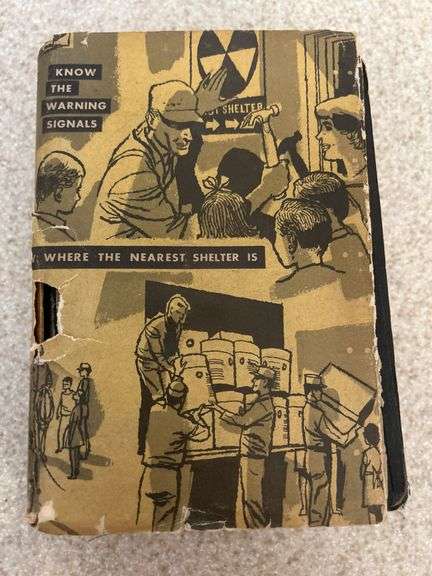 KNOW
THE
WARNING
SIGNALS
SHELTER
WHERE THE NEAREST SHELTER IS